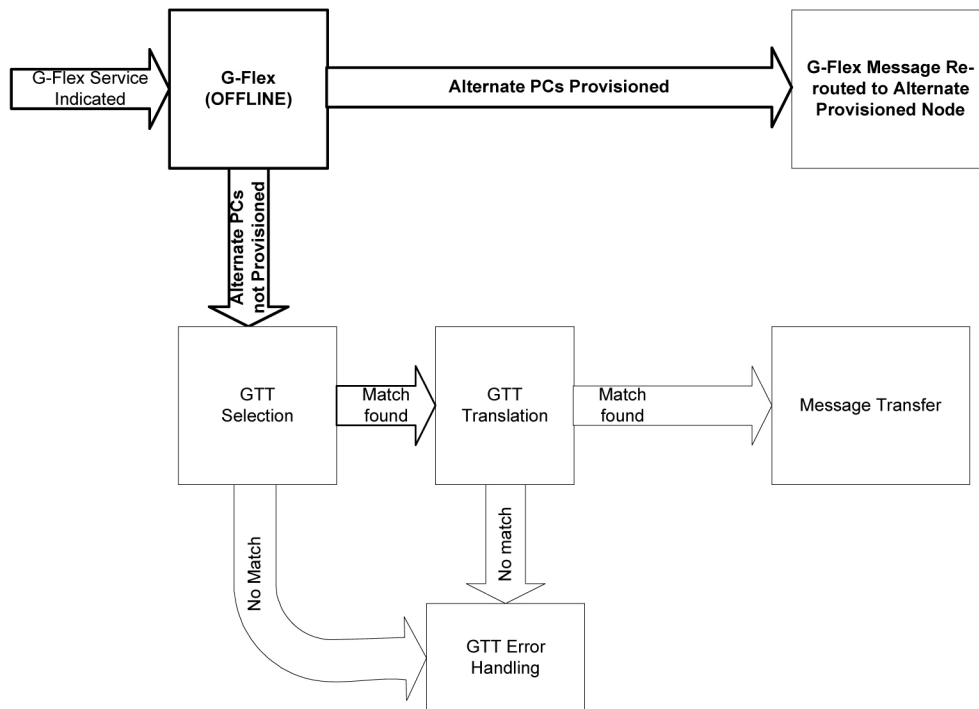 G-Flex Service
Indicated
G-Flex
(OFFLINE)
Alternate PCs Provisioned
G-Flex Message Re-
routed to Alternate
Provisioned Node
Alternate PCs
not Provisioned
GTT
Selection
Match
found
GTT
Translation
Match
found
Message Transfer
No Match
No match
GTT Error
Handling